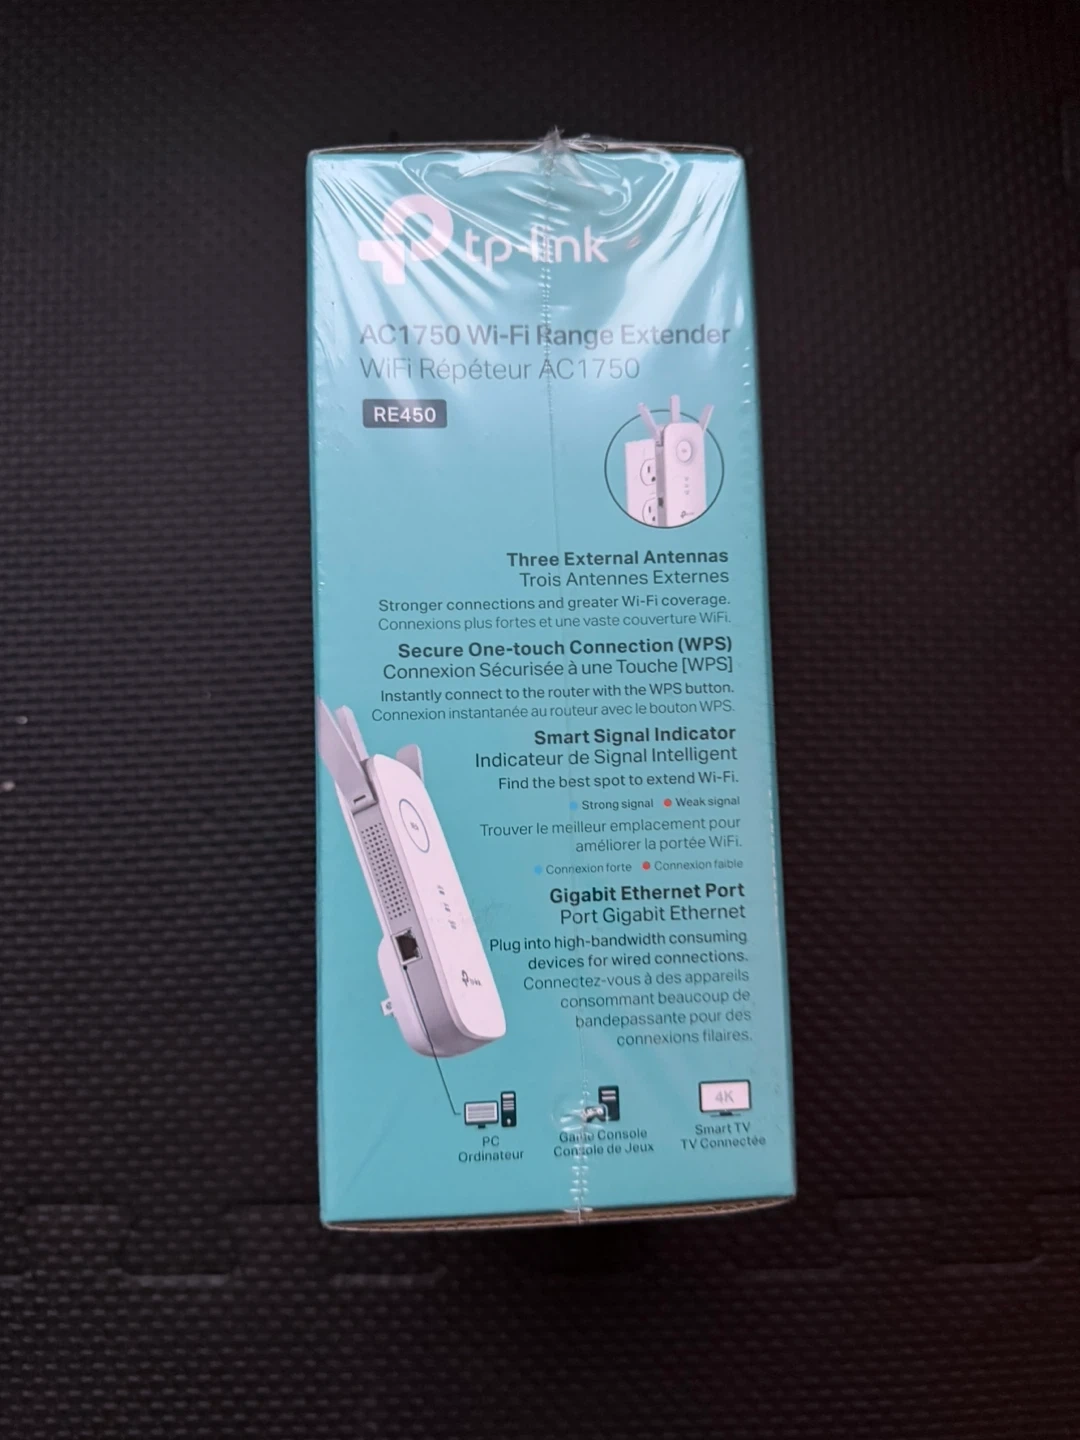 tp-link
AC1750 Wi-Fi Range Extender
WiFi Répéteur AC1750
RE450
Three External Antennas
Trois Antennes Externes
Stronger connections and greater Wi-Fi coverage.
Connexions plus fortes et une vaste couverture WiFi.
Secure One-touch Connection (WPS)
Connexion Sécurisée à une Touche [WPS]
Instantly connect to the router with the WPS button.
Connexion instantanée au routeur avec le bouton WPS.
Smart Signal Indicator
Indicateur de Signal Intelligent
Find the best spot to extend Wi-Fi.
Strong signal Weak signal
Trouver le meilleur emplacement pour
améliorer la portée WiFi.
Connexion forte Connexion faible
Gigabit Ethernet Port
Port Gigabit Ethernet
Plug into high-bandwidth consuming
devices for wired connections.
Connectez-vous à des appareils
consommant beaucoup de
bandepassante pour des
connexions filaires.
PC
Ordinateur
Game Console
Console de Jeux
4K
Smart TV
TV Connectée